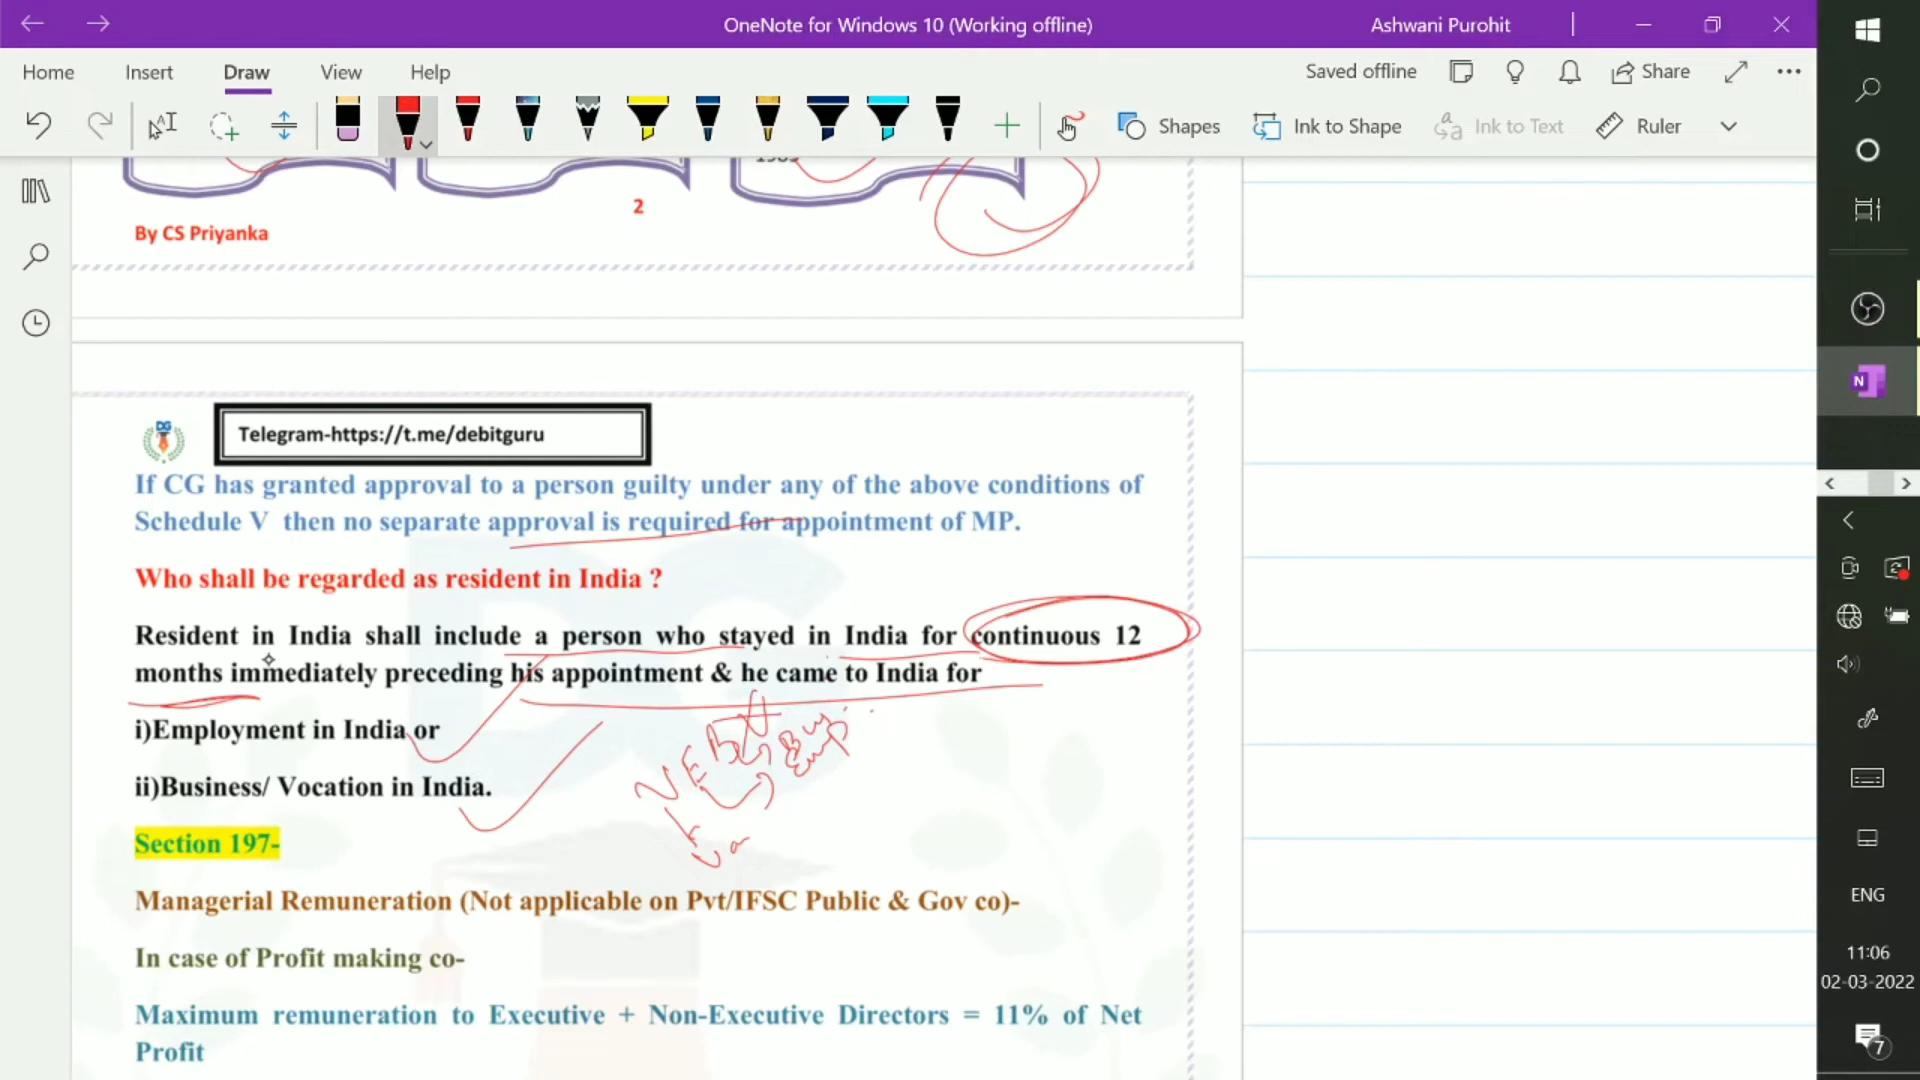 OneNote for Windows 10 (Working offline)
Ashwani Purohit
Home Insert Draw View Help
Saved offline
Share
Shapes
Ink to Shape
Ink to Text
Ruler
2
By CS Priyanka
DG
Telegram-https://t.me/debitguru
If CG has granted approval to a person guilty under any of the above conditions of
Schedule V then no separate approval is required for appointment of MP.
Who shall be regarded as resident in India ?
Resident in India shall include a person who stayed in India for continuous 12
months immediately preceding his appointment & he came to India for
i)Employment in India or
ii)Business/ Vocation in India.
Section 197-
Managerial Remuneration (Not applicable on Pvt/IFSC Public & Gov co)-
In case of Profit making co-
Maximum remuneration to Executive + Non-Executive Directors = 11% of Net
Profit
N
ENG
11:06
02-03-2022
7